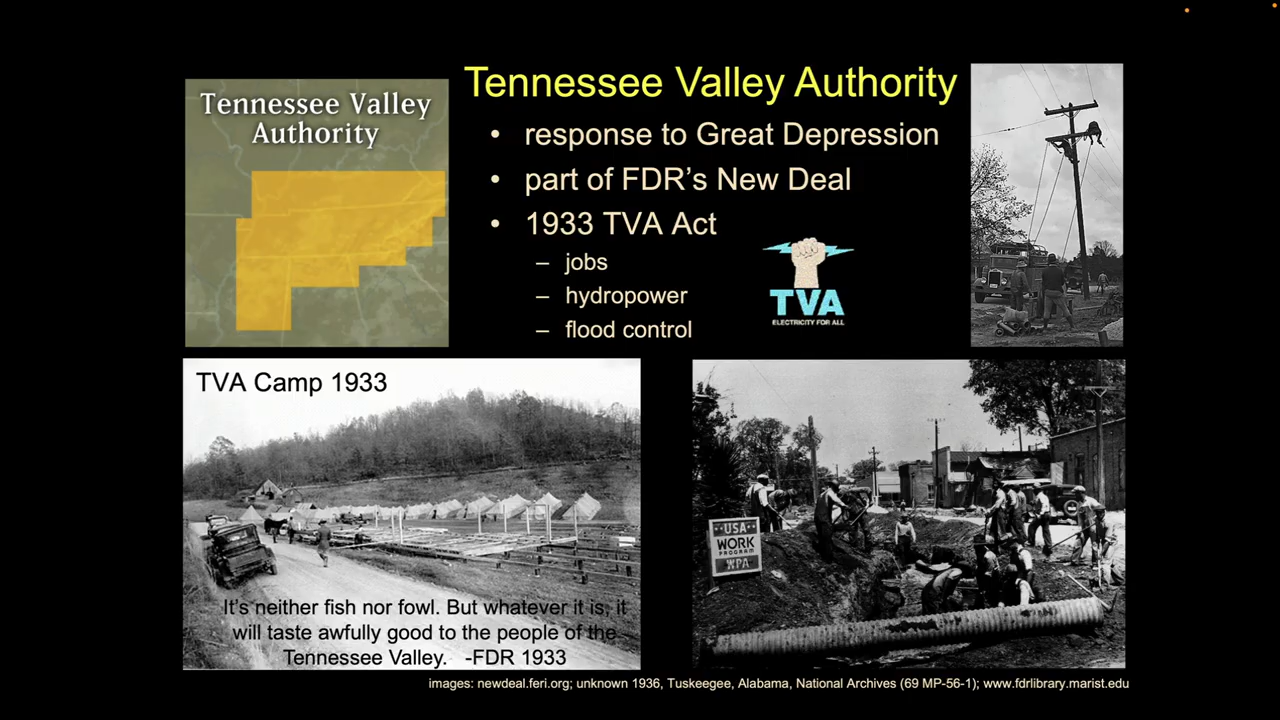 Tennessee Valley
Authority
Tennessee Valley Authority
• response to Great Depression
• part of FDR's New Deal
• 1933 TVA Act
– jobs
– hydropower
– flood control
TVA
ELECTRICITY FOR ALL
TVA Camp 1933
It's neither fish nor fowl. But whatever it is, it
will taste awfully good to the people of the
Tennessee Valley. -FDR 1933
USA
WORK
PROGRAM
WPA
images: newdeal.feri.org; unknown 1936, Tuskeegee, Alabama, National Archives (69 MP-56-1); www.fdrlibrary.marist.edu